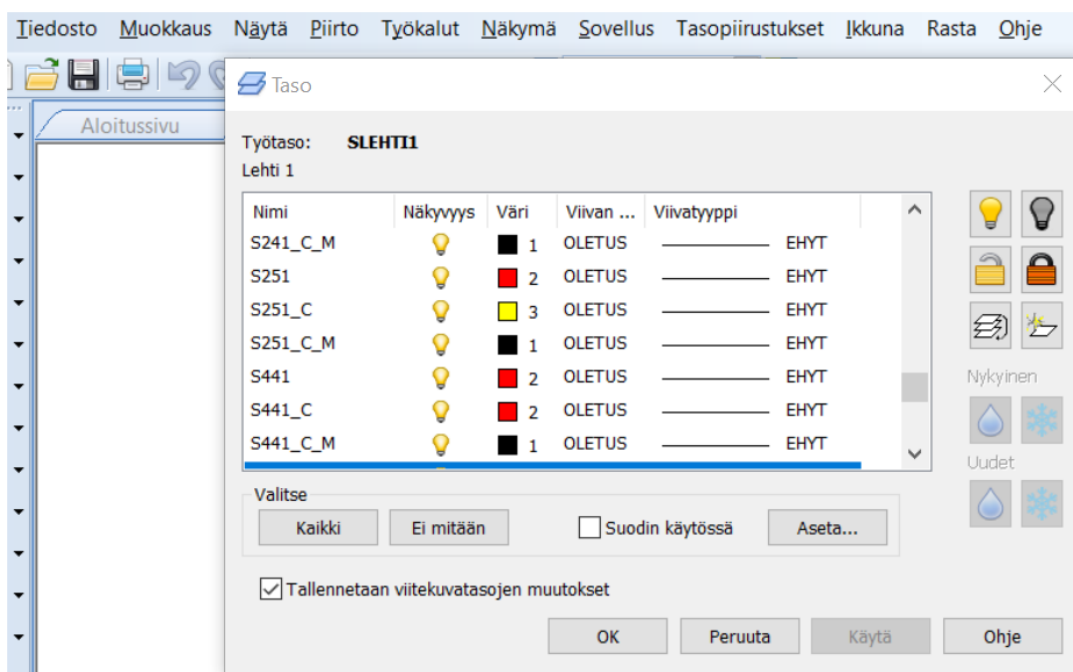 Tiedosto Muokkaus Näytä Piirto Työkalut Näkymä Sovellus Tasopiirustukset Ikkuna Rasta Ohje
Taso
Aloitussivu
Työtaso: SLEHTI1
Lehti 1
Nimi Näkyvyys Väri Viivan ... Viivatyyppi
S241_C_M 1 OLETUS EHYT
S251 2 OLETUS EHYT
S251_C 3 OLETUS EHYT
S251_C_M 1 OLETUS EHYT
S441 2 OLETUS EHYT
S441_C 2 OLETUS EHYT
S441_C_M 1 OLETUS EHYT
Nykyinen
Uudet
Valitse
Kaikki Ei mitään Suodin käytössä Aseta...
Tallennetaan viitekuvatasojen muutokset
OK Peruuta Käytä Ohje